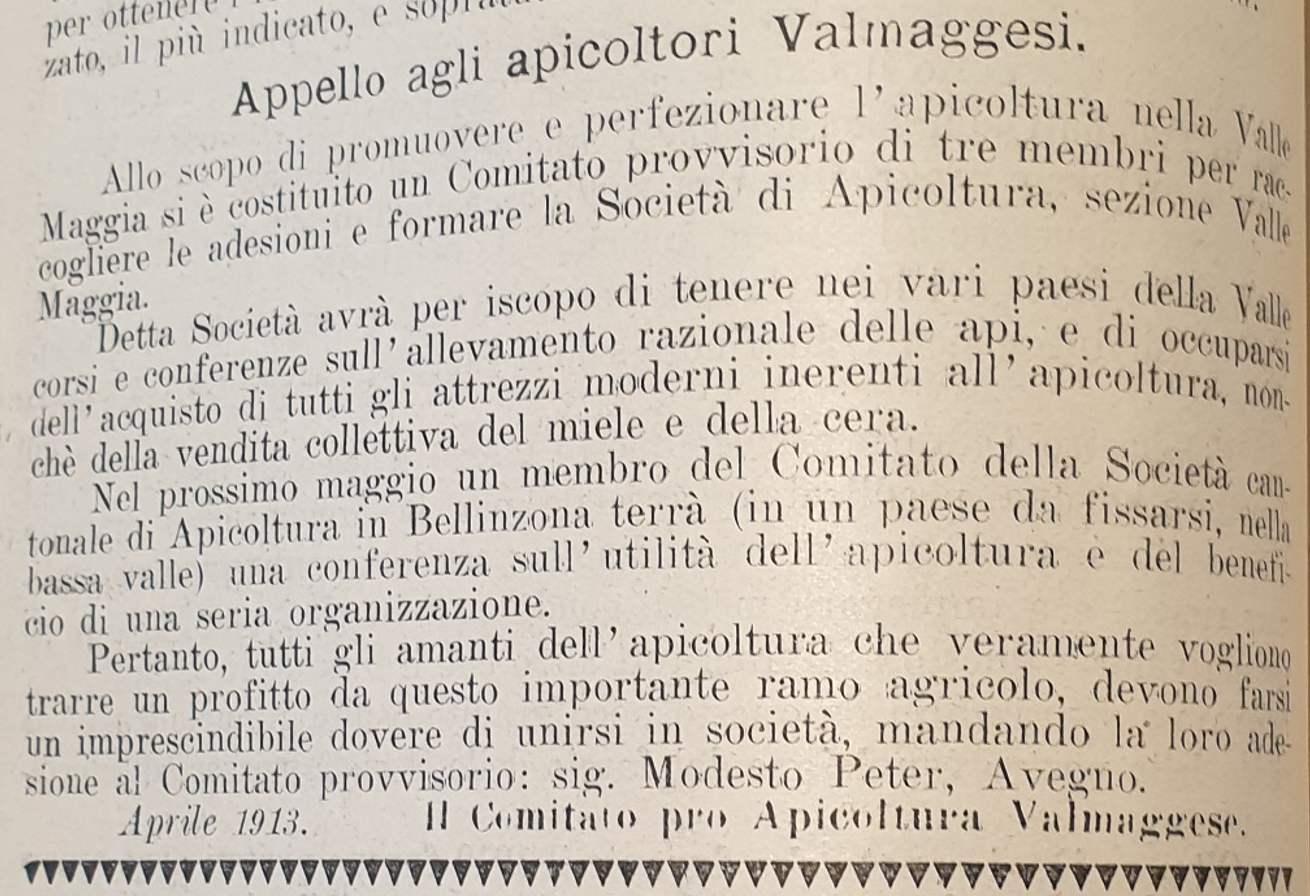 per ottenere
zato, il più indicato, e
Appello agli apicoltori Valmaggesi.
Allo scopo di promuovere e perfezionare l'apicoltura nella Valle
Maggia si è costituito un Comitato provvisorio di tre membri per rac-
cogliere le adesioni e formare la Società di Apicoltura, sezione Valle
Maggia.
Detta Società avrà per iscopo di tenere nei vari paesi della Valle
corsi e conferenze sull'allevamento razionale delle api, e di occuparsi
dell'acquisto di tutti gli attrezzi moderni inerenti all'apicoltura, non-
chè della vendita collettiva del miele e della cera.
Nel prossimo maggio un membro del Comitato della Società can-
tonale di Apicoltura in Bellinzona terrà (in un paese da fissarsi, nella
bassa valle) una conferenza sull'utilità dell'apicoltura e del benefi-
cio di una seria organizzazione.
Pertanto, tutti gli amanti dell'apicoltura che veramente vogliono
trarre un profitto da questo importante ramo agricolo, devono farsi
un imprescindibile dovere di unirsi in società, mandando la loro ade-
sione al Comitato provvisorio: sig. Modesto Peter, Avegno.
Aprile 1913. Il Comitato pro Apicoltura Valmaggese.